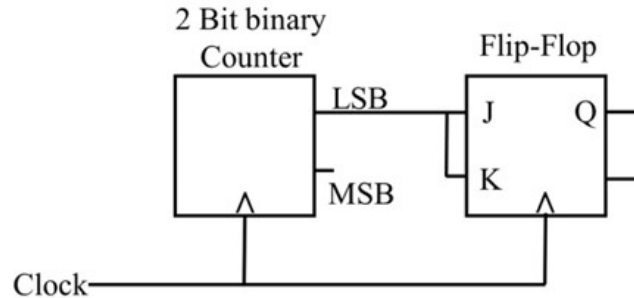 2 Bit binary
Counter
Flip-Flop
LSB
J
Q
K
MSB
Clock